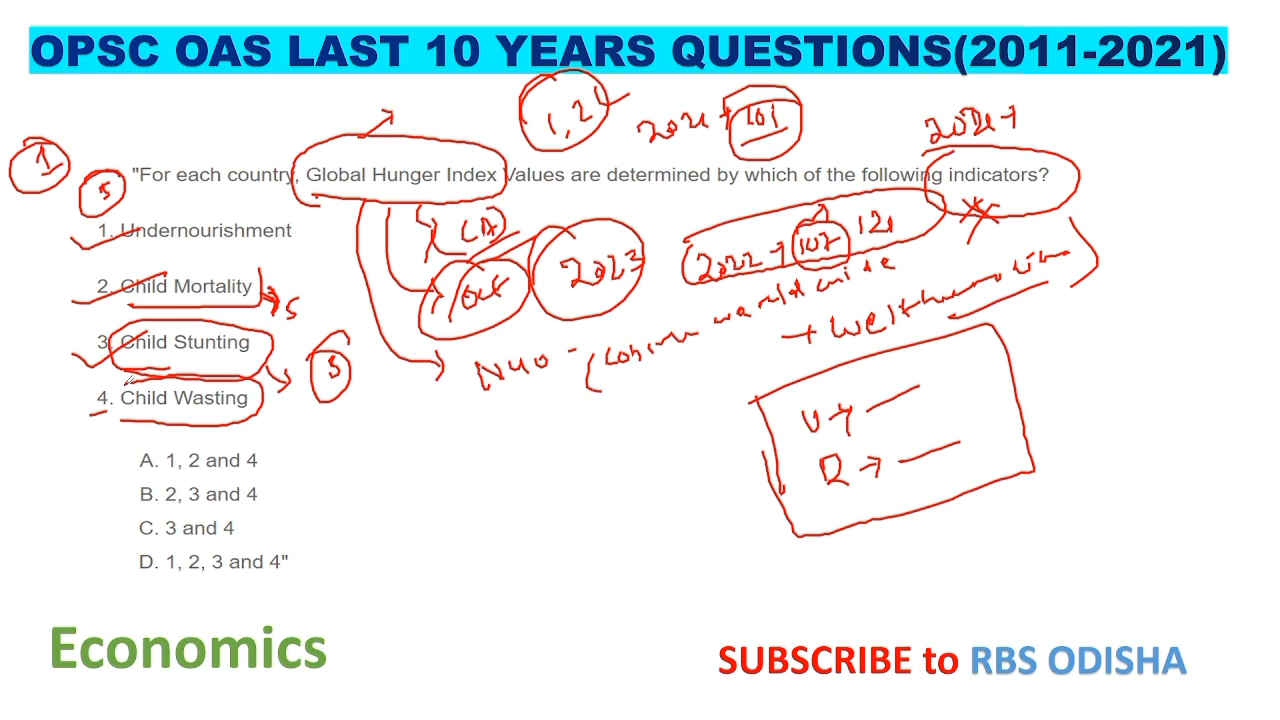 OPSC OAS LAST 10 YEARS QUESTIONS(2011-2021)
1, 2
2021 → 101
1
5 "For each country, Global Hunger Index Values are determined by which of the following indicators?
1. Undernourishment
2022 → 107 121
2023
2. Child Mortality 5
3. Child Stunting
3
4. Child Wasting
A. 1, 2 and 4
B. 2, 3 and 4
C. 3 and 4
D. 1, 2, 3 and 4"
Economics
SUBSCRIBE to RBS ODISHA